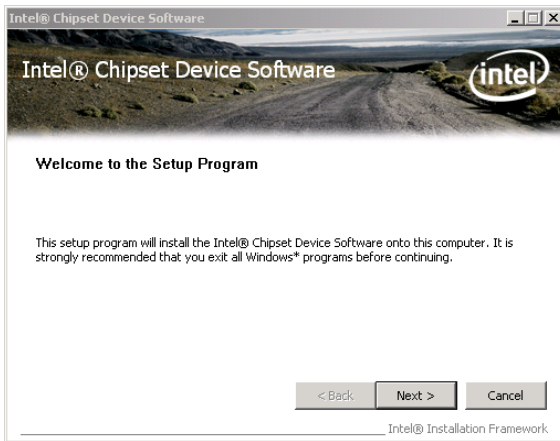 Intel® Chipset Device Software
Intel® Chipset Device Software
intel
Welcome to the Setup Program
This setup program will install the Intel® Chipset Device Software onto this computer. It is
strongly recommended that you exit all Windows* programs before continuing.
< Back
Next >
Cancel
Intel® Installation Framework